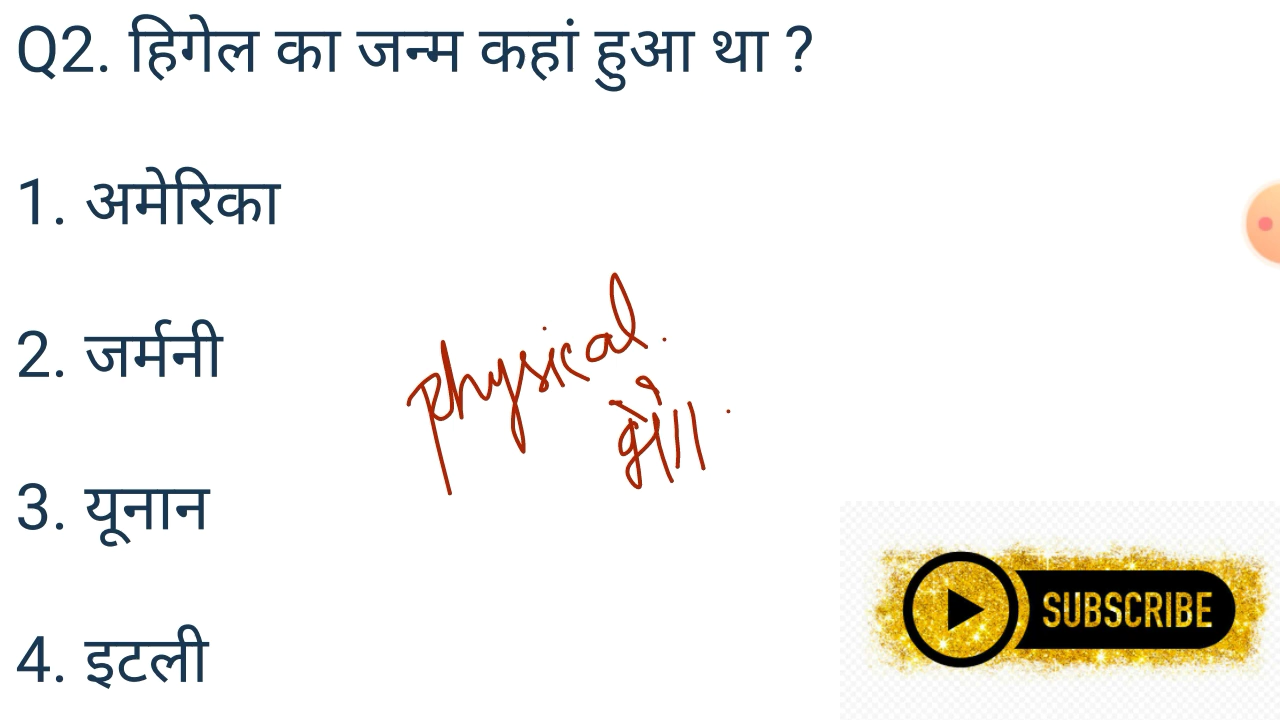 Q2. हिगेल का जन्म कहां हुआ था ?
1. अमेरिका
2. जर्मनी
Physical.
3. यूनान
4. इटली
SUBSCRIBE